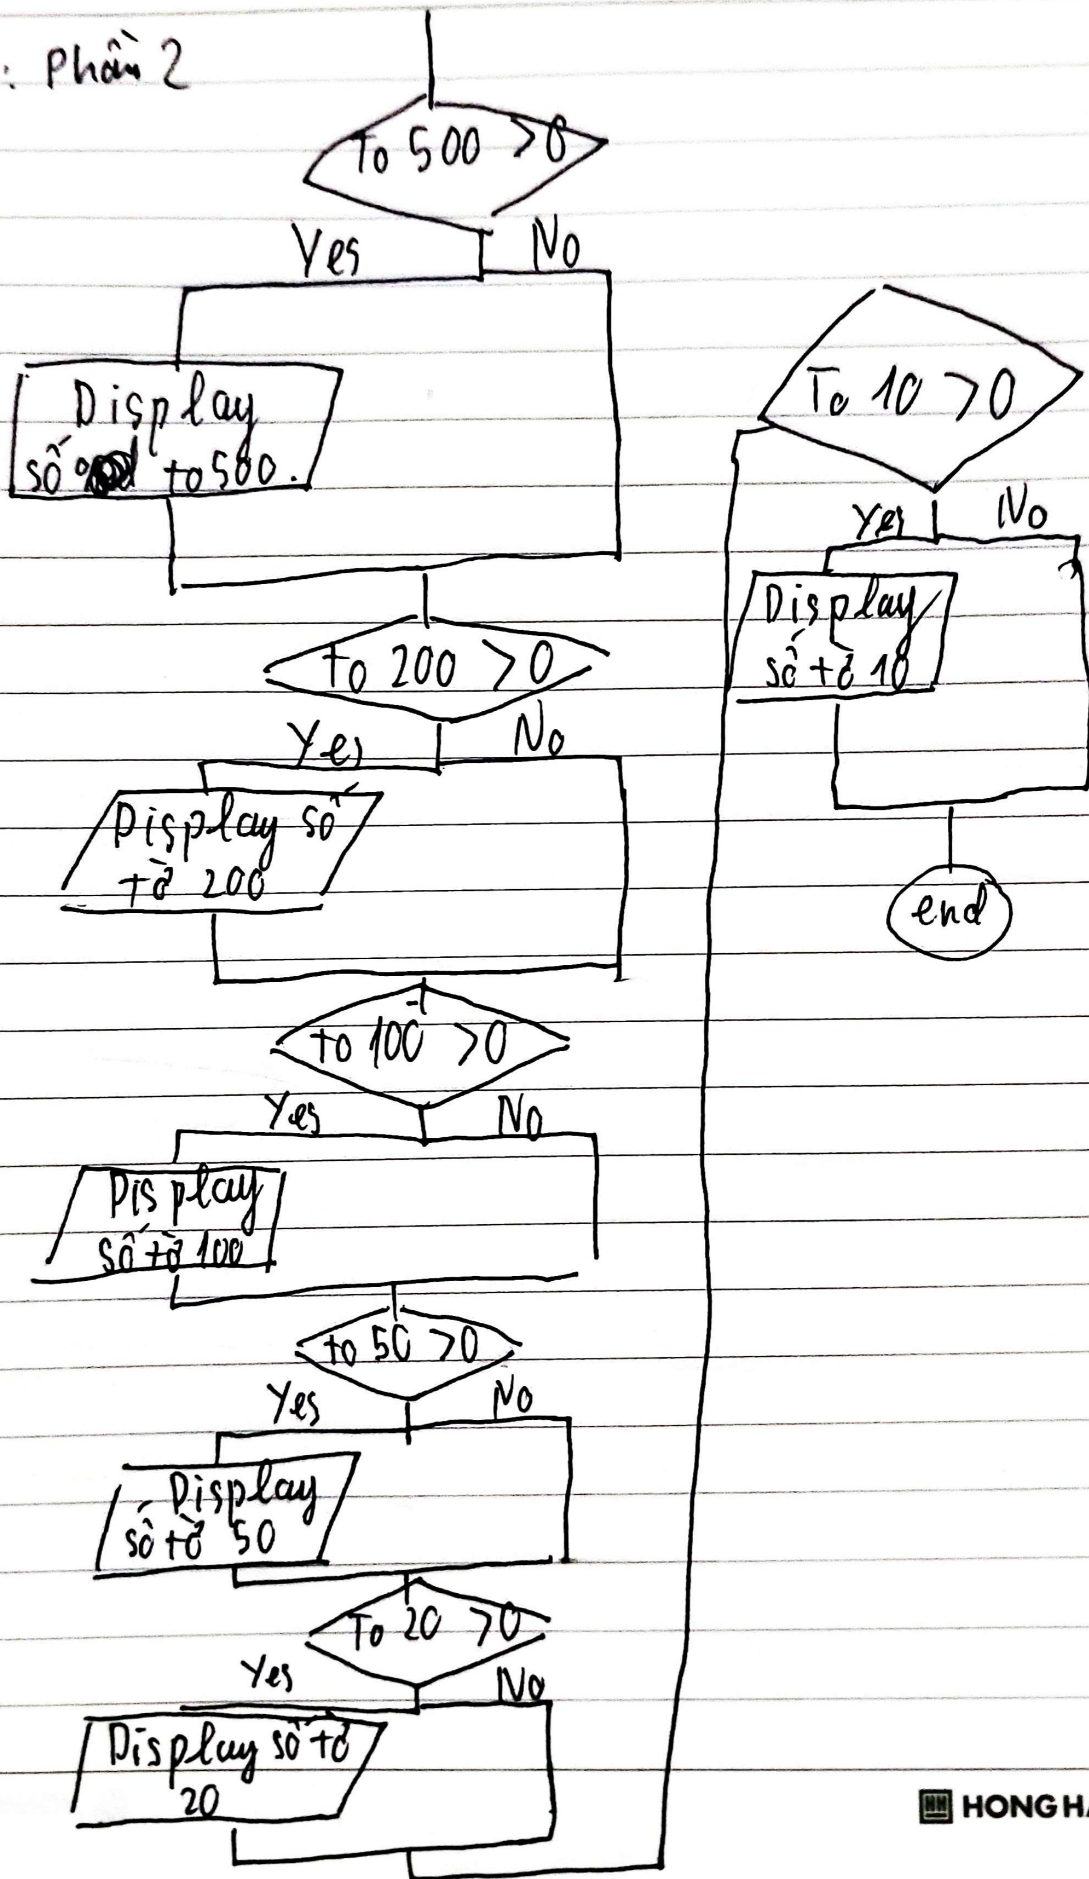 : Phần 2
To 500 >0
Yes No
Display
số to 500.
to 200 >0
Yes No
Display số
tờ 200
to 100 >0
Yes No
Display
số tờ 100
to 50 >0
Yes No
Display
số tờ 50
To 20 >0
Yes No
Display số tờ
20
To 10 >0
Yes No
Display
số tờ 10
end
HONG HA